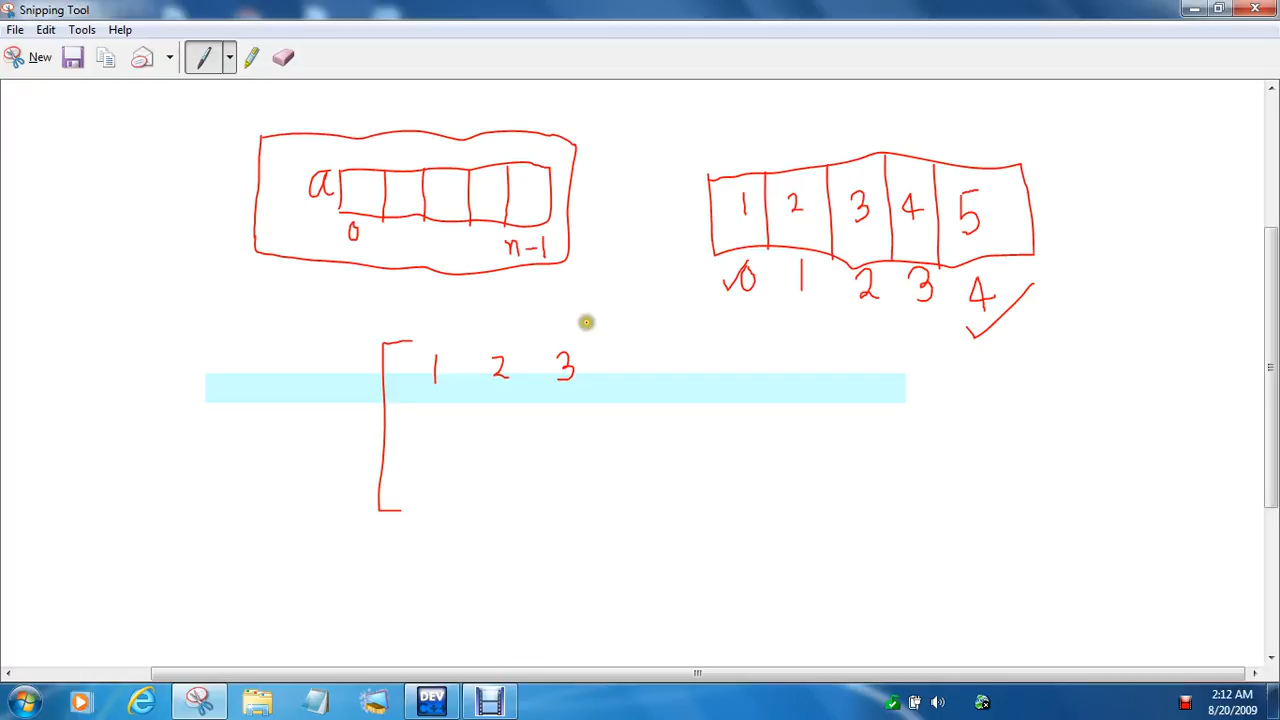 Snipping Tool
File Edit Tools Help
New
a
0 n-1
1 2 3 4 5
0 1 2 3 4
1 2 3
DEV
C++
2:12 AM
8/20/2009